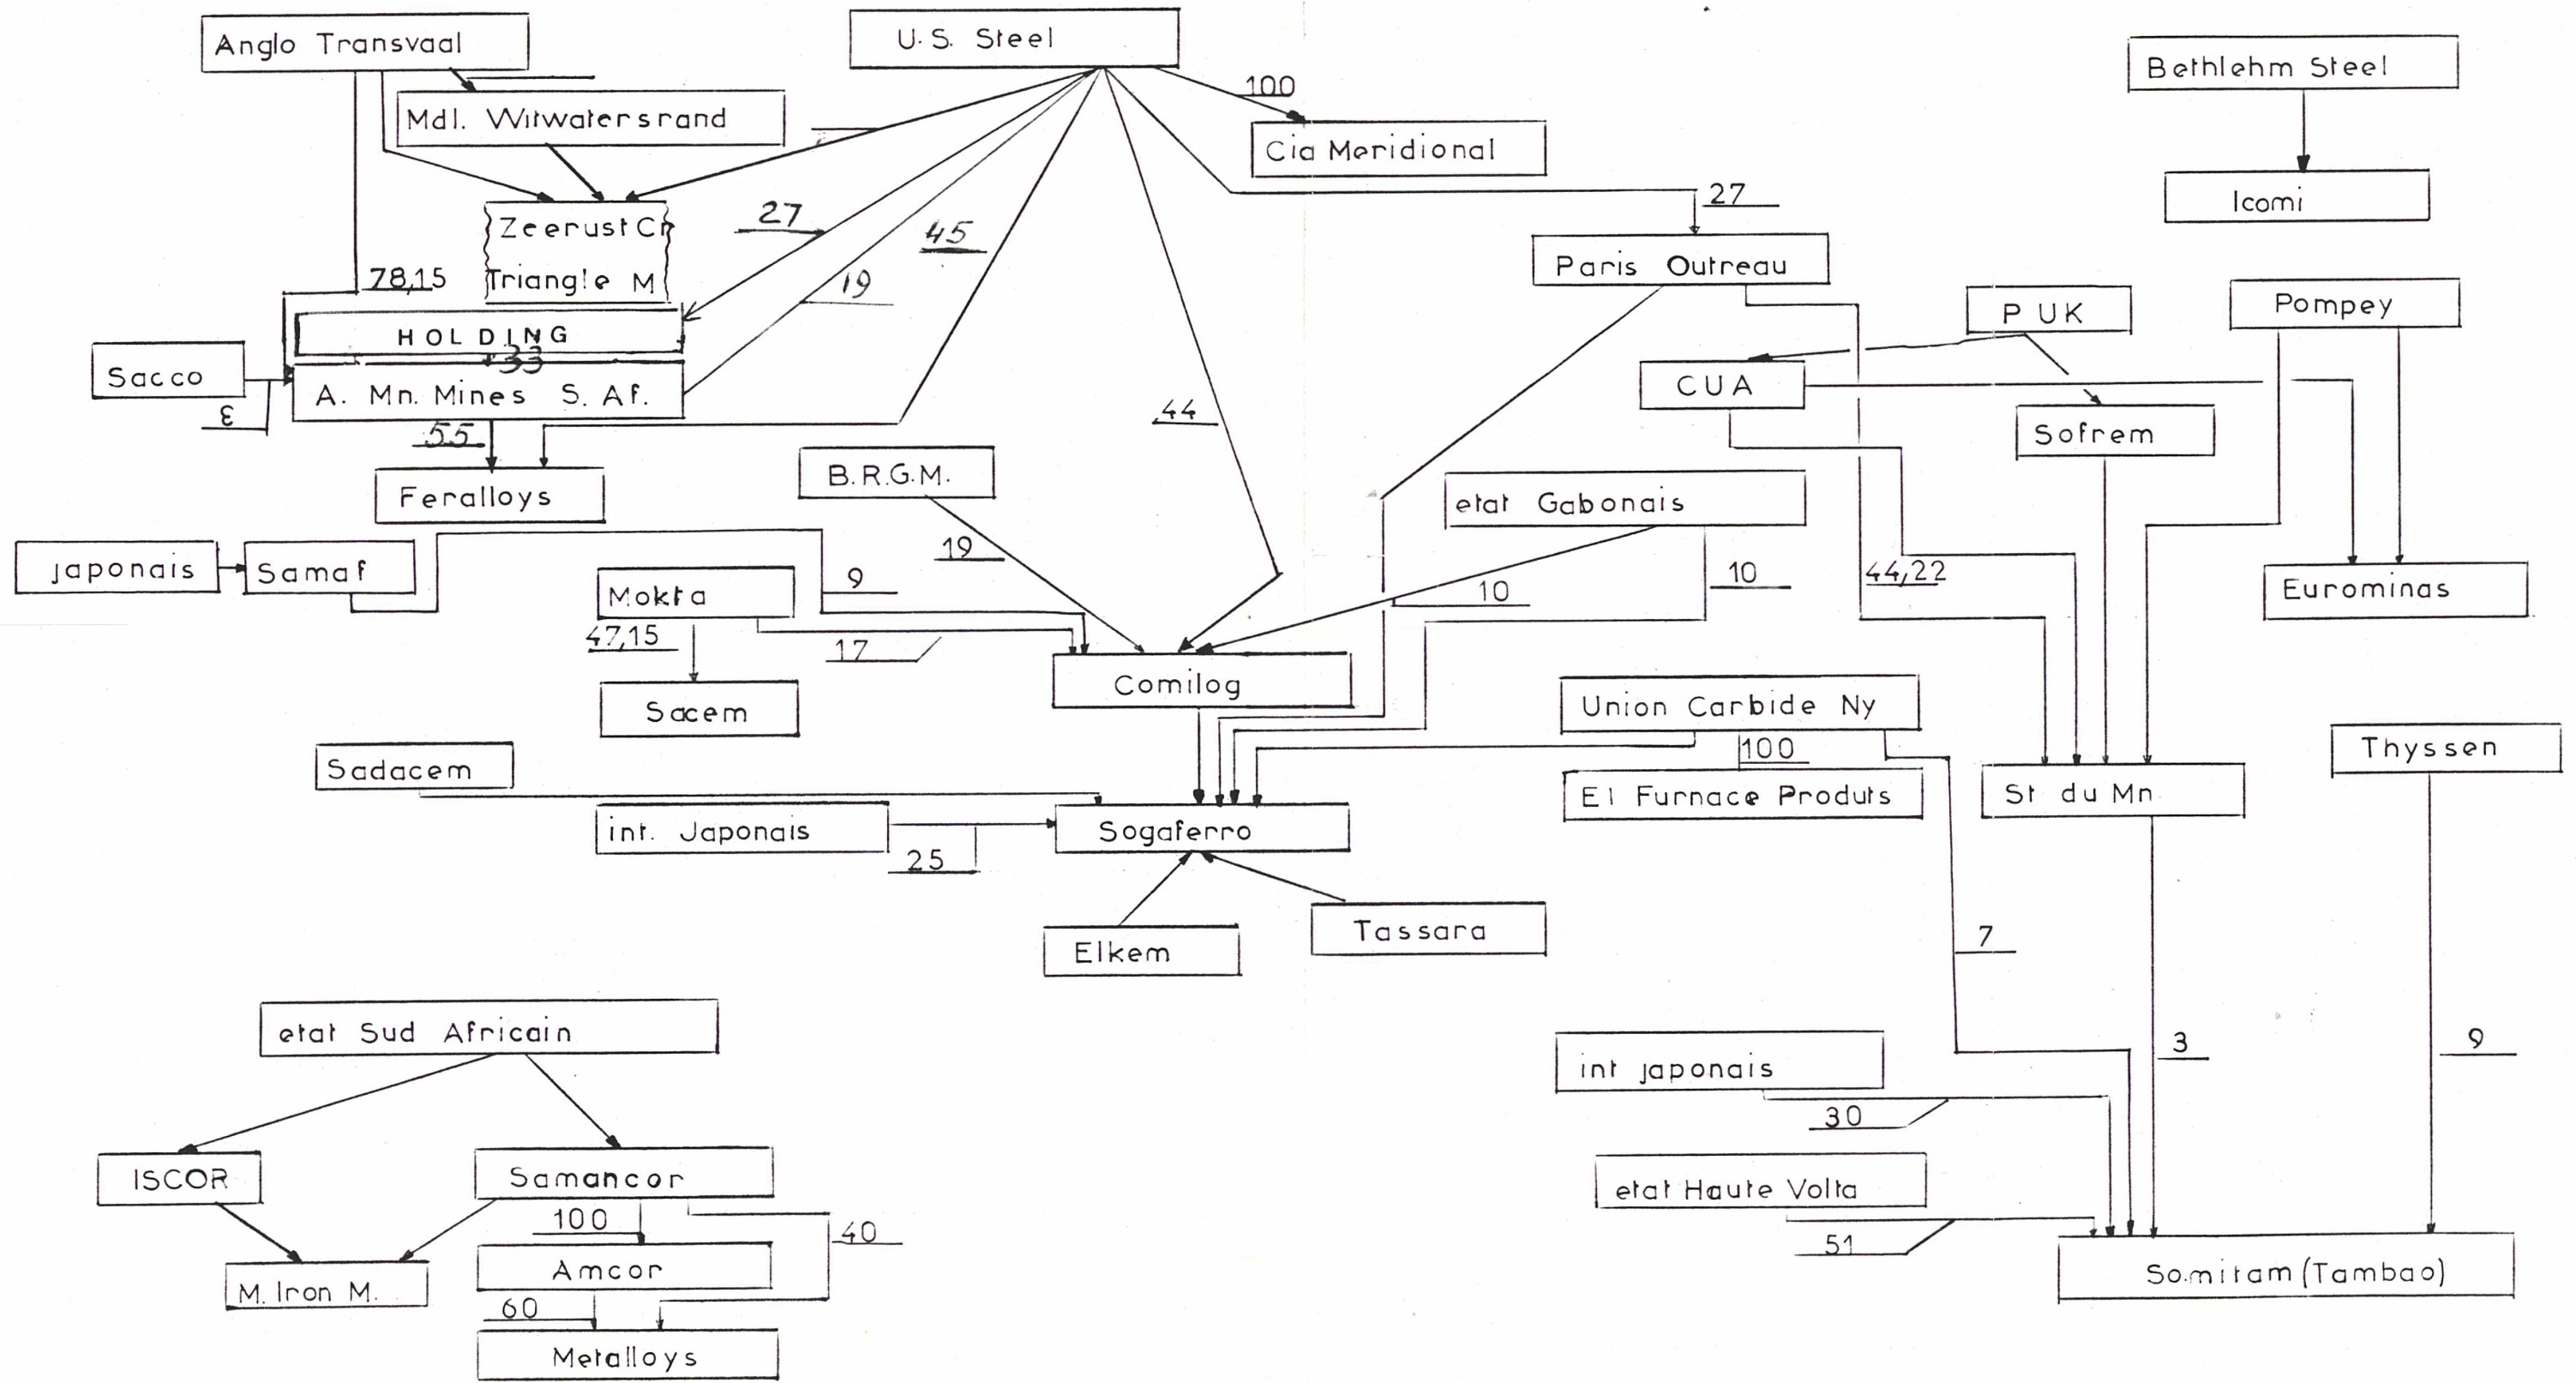 Anglo Transvaal
U.S. Steel
Bethlehm Steel
100
Mdl. Witwatersrand
Cia Meridional
Icomi
27
Zeerust Cr
27
45
Paris Outreau
78,15
Triangle M
19
P UK
Pompey
HOLDING
33
Sacco
A. Mn. Mines S. Af.
CUA
3
55
44
Sofrem
Feralloys
B.R.G.M.
etat Gabonais
japonais
Samaf
19
9
Mokta
10
10
44,22
Eurominas
47,15
17
Comilog
Sacem
Union Carbide Ny
100
Thyssen
Sadacem
El Furnace Produts
St du Mn
int. Japonais
Sogaferro
25
Elkem
Tassara
7
etat Sud Africain
int japonais
3
9
30
ISCOR
Samancor
etat Haute Volta
100
40
51
Amcor
Somitam (Tambao)
M. Iron M.
60
Metalloys